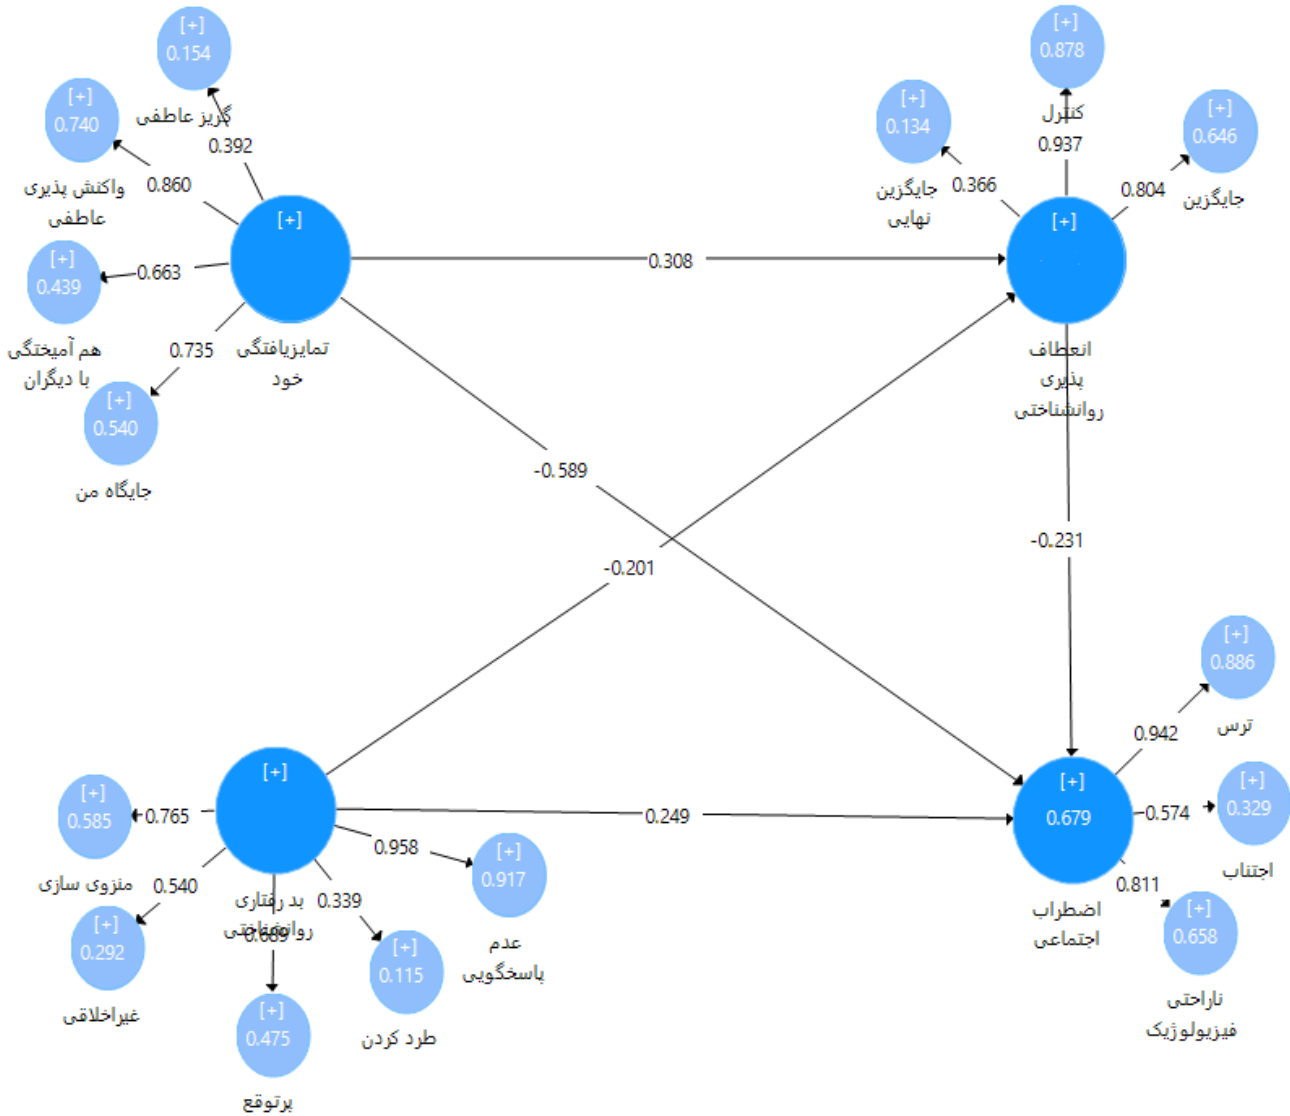 [+]
0.154
گریز عاطفی
0.392
[+]
0.740
واکنش پذیری
عاطفی
0.860
[+]
0.439
هم آمیختگی
با دیگران
0.663
[+]
0.540
جایگاه من
0.735
[+]
تمایزیافتگی
خود
[+]
0.878
کنترل
0.937
[+]
0.134
جایگزین
نهایی
0.366
[+]
0.646
جایگزین
0.804
[+]
انعطاف
پذیری
روانشناختی
0.308
-0.589
-0.201
-0.231
0.249
[+]
0.585
منزوی سازی
0.765
[+]
0.292
غیراخلاقی
0.540
[+]
بد رفتاری
روانشناختی
0.689
[+]
0.475
پرتوقع
0.339
[+]
0.115
طرد کردن
0.958
[+]
0.917
عدم
پاسخگویی
[+]
0.679
اضطراب
اجتماعی
[+]
0.886
ترس
0.942
[+]
0.329
اجتناب
0.574
[+]
0.658
ناراحتی
فیزیولوژیک
0.811